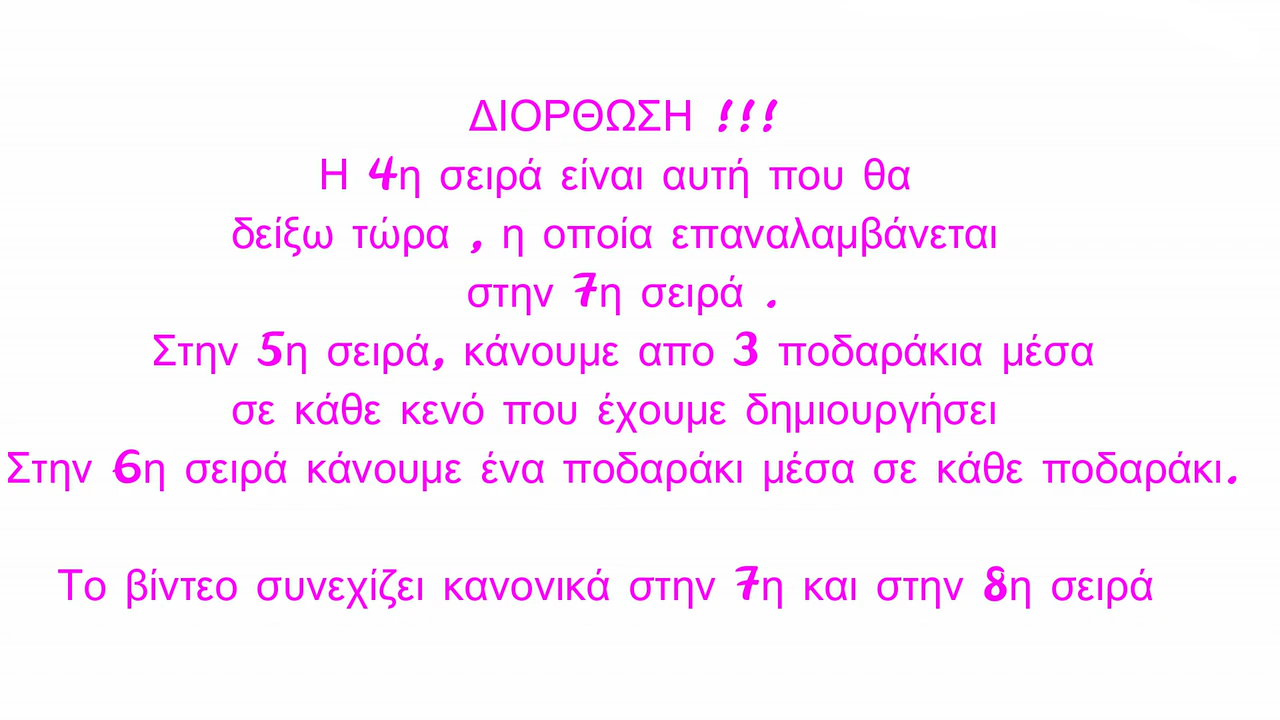 ΔΙΟΡΘΩΣΗ !!!
Η 4η σειρά είναι αυτή που θα
δείξω τώρα , η οποία επαναλαμβάνεται
στην 7η σειρά .
Στην 5η σειρά, κάνουμε απο 3 ποδαράκια μέσα
σε κάθε κενό που έχουμε δημιουργήσει
Στην 6η σειρά κάνουμε ένα ποδαράκι μέσα σε κάθε ποδαράκι.
Το βίντεο συνεχίζει κανονικά στην 7η και στην 8η σειρά